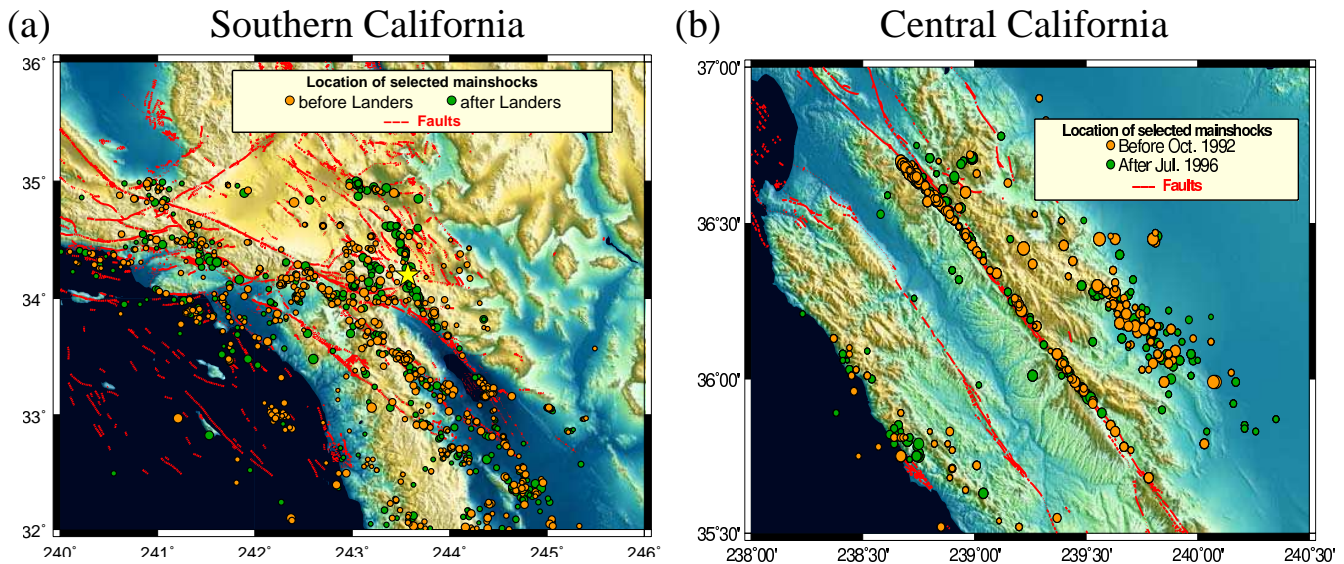 (a) Southern California
36°
35°
34°
33°
32°
240° 241° 242° 243° 244° 245° 246°
Location of selected mainshocks
before Landers after Landers
Faults
(b) Central California
37°00'
36°30'
36°00'
35°30'
238°00' 238°30' 239°00' 239°30' 240°00' 240°30'
Location of selected mainshocks
Before Oct. 1992
After Jul. 1996
Faults